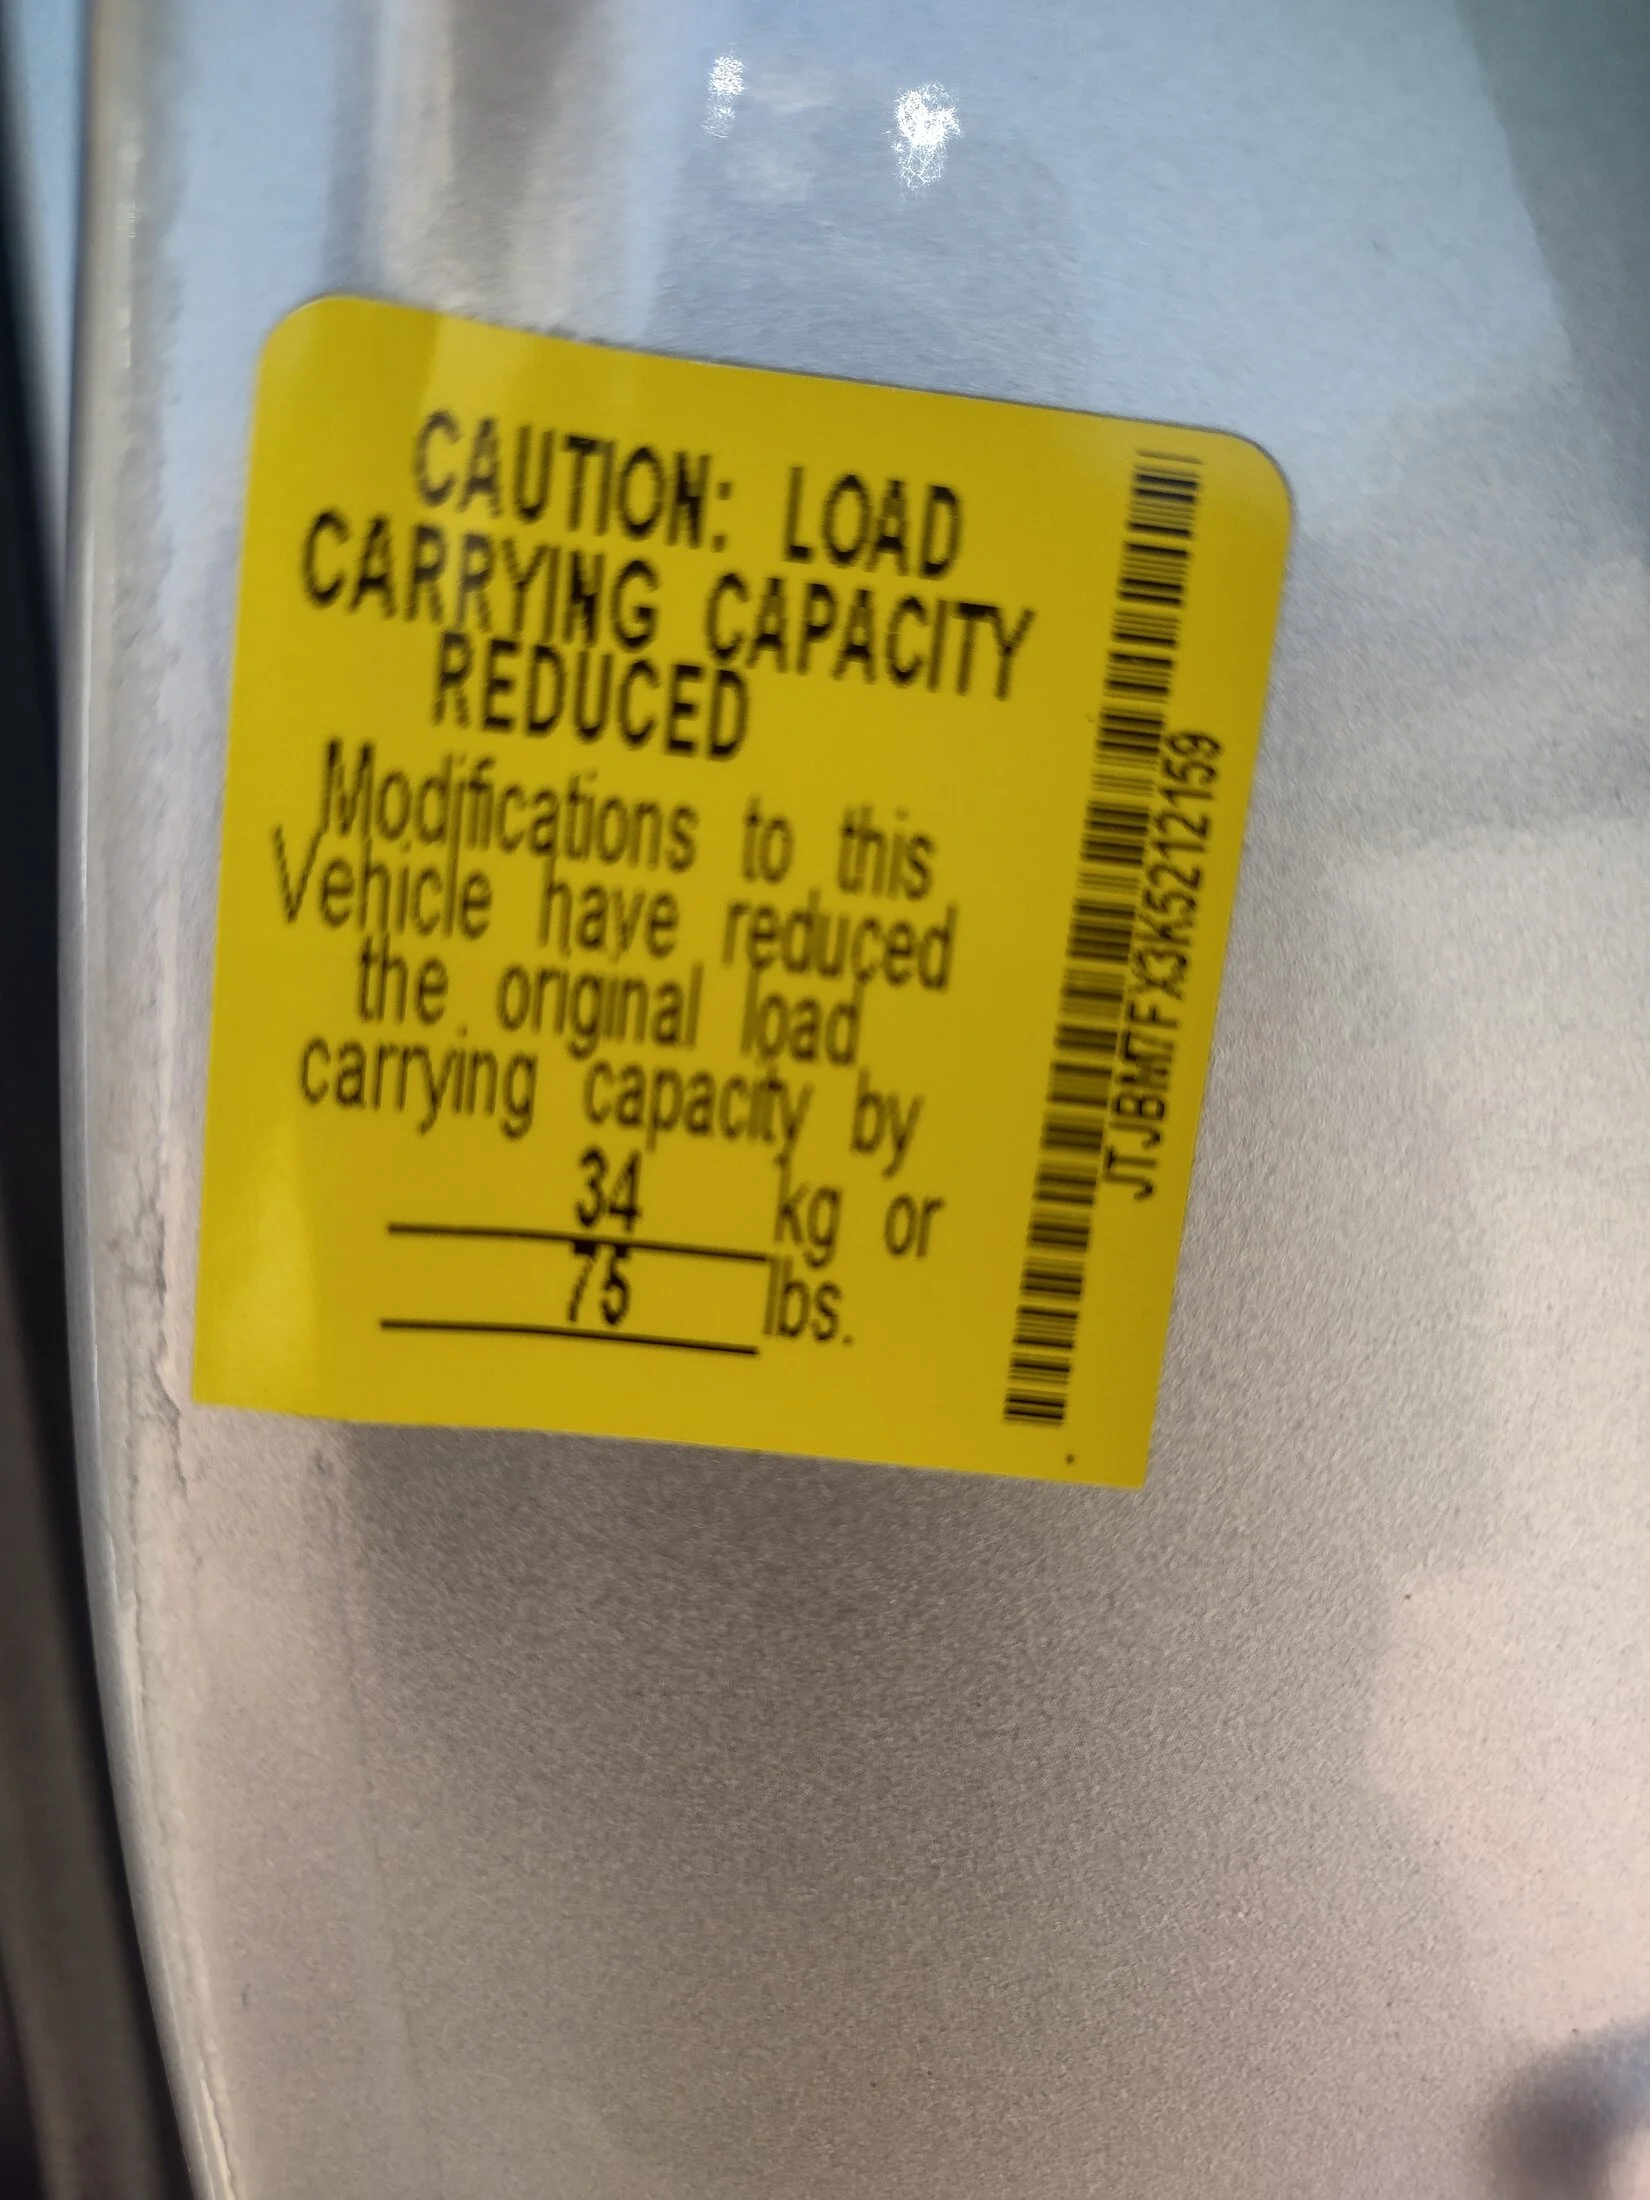 CAUTION: LOAD
CARRYING CAPACITY
REDUCED
Modifications to this
Vehicle have reduced
the original load
carrying capacity by
34 kg or
75 lbs.
JTJBM7FX3K5212159